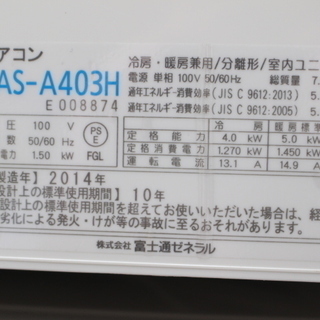 アコン
AS-A403H
E008874
冷房・暖房兼用/分離形/室内ユニ
電源 単相 100V 50/60Hz 総質量 7.
通年エネルギー消費効率(JIS C 9612:2013) 5.
通年エネルギー消費効率(JIS C 9612:2005) 5.
圧 100 V
数 50/60 Hz
電力 1.50 kW
PS
E
FGL
冷 房 暖房標準
定格能力 4.0 kW 5.0 kW
定格消費電力 1.270 kW 1.450 kW
運転電流 13.1 A 14.9 A
製造年】2014年
設計上の標準使用期間】10年
設計上の標準使用期間を超えてお使いいただいた場合は、経
劣化による発火・けが等の事故に至るおそれがあります。
株式会社 富士通ゼネラル